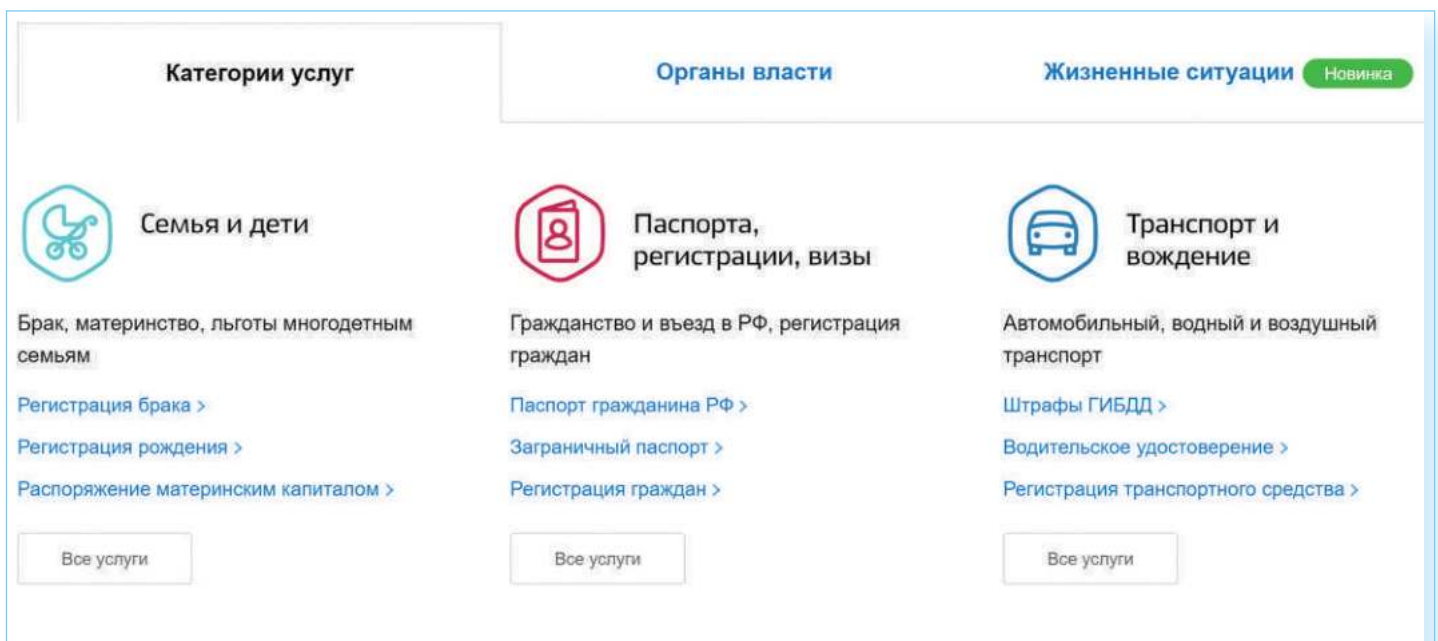 Категории услуг
Органы власти
Жизненные ситуации Новинка
Семья и дети
Брак, материнство, льготы многодетным
семьям
Регистрация брака >
Регистрация рождения >
Распоряжение материнским капиталом >
Все услуги
Паспорта,
регистрации, визы
Гражданство и въезд в РФ, регистрация
граждан
Паспорт гражданина РФ >
Заграничный паспорт >
Регистрация граждан >
Все услуги
Транспорт и
вождение
Автомобильный, водный и воздушный
транспорт
Штрафы ГИБДД >
Водительское удостоверение >
Регистрация транспортного средства >
Все услуги